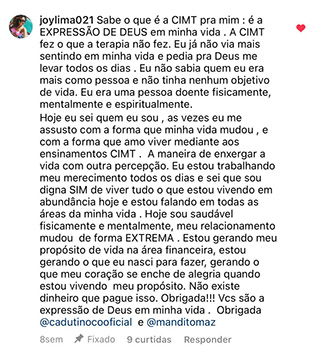 joylima021 Sabe o que é a CIMT pra mim : é a
EXPRESSÃO DE DEUS em minha vida . A CIMT
fez o que a terapia não fez. Eu já não via mais
sentindo em minha vida e pedia pra Deus me
levar todos os dias . Eu não sabia quem eu era
mais como pessoa e não tinha nenhum objetivo
de vida. Eu era uma pessoa doente fisicamente,
mentalmente e espiritualmente.
Hoje eu sei quem eu sou , as vezes eu me
assusto com a forma que minha vida mudou , e
com a forma que amo viver mediante aos
ensinamentos CIMT . A maneira de enxergar a
vida com outra percepção. Eu estou trabalhando
meu merecimento todos os dias e sei que sou
digna SIM de viver tudo o que estou vivendo em
abundância hoje e estou falando em todas as
áreas da minha vida . Hoje sou saudável
fisicamente e mentalmente, meu relacionamento
mudou de forma EXTREMA . Estou gerando meu
propósito de vida na área financeira, estou
gerando o que eu nasci para fazer, gerando o
que meu coração se enche de alegria quando
estou vivendo meu propósito. Não existe
dinheiro que pague isso. Obrigada!!! Vcs são a
expressão de Deus em minha vida . Obrigada
@cadutinocooficial e @manditomaz
8sem Fixado 9 curtidas Responder